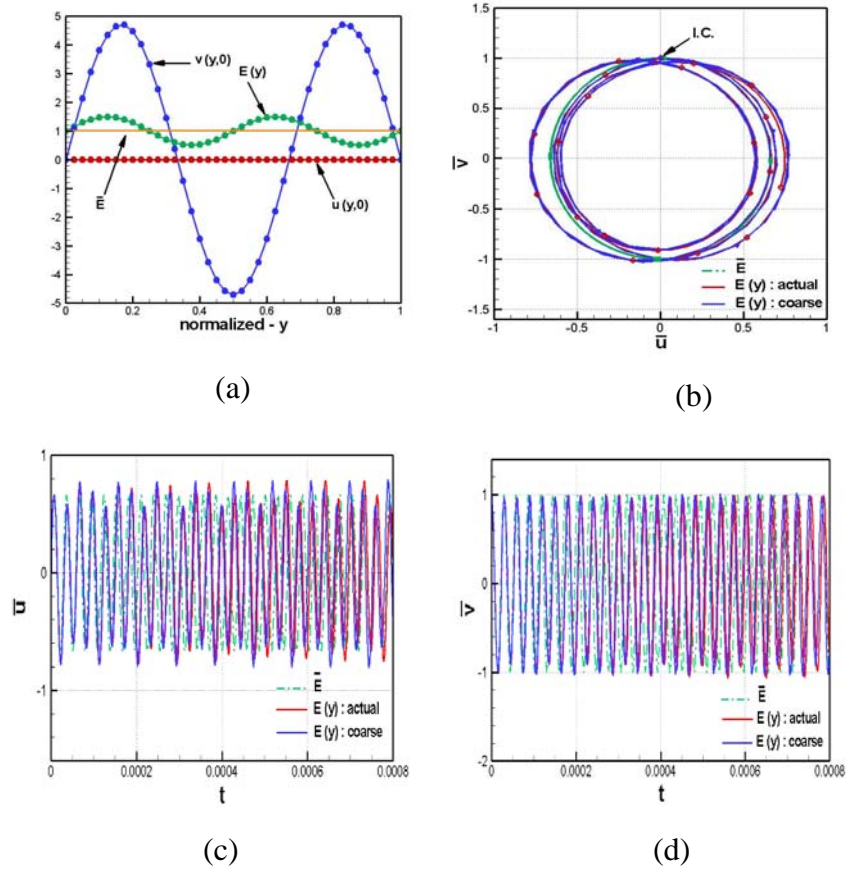 5
4
3
2
1
0
1
2
3
4
5
v (y,0)
E (y)
Ē
u (y,0)
0
0.2
0.4
0.6
0.8
1
normalized - y
(a)
1.5
1
0.5
0
-0.5
-1
-1.5
I.C.
v̅
Ē
E (y) : actual
E (y) : coarse
-1
-0.5
0
0.5
1
u̅
(b)
1
0
-1
u̅
Ē
E (y) : actual
E (y) : coarse
0
0.0002
0.0004
0.0006
0.0008
t
(c)
1
0
-1
-2
v̅
Ē
E (y) : actual
E (y) : coarse
0
0.0002
0.0004
0.0006
0.0008
t
(d)